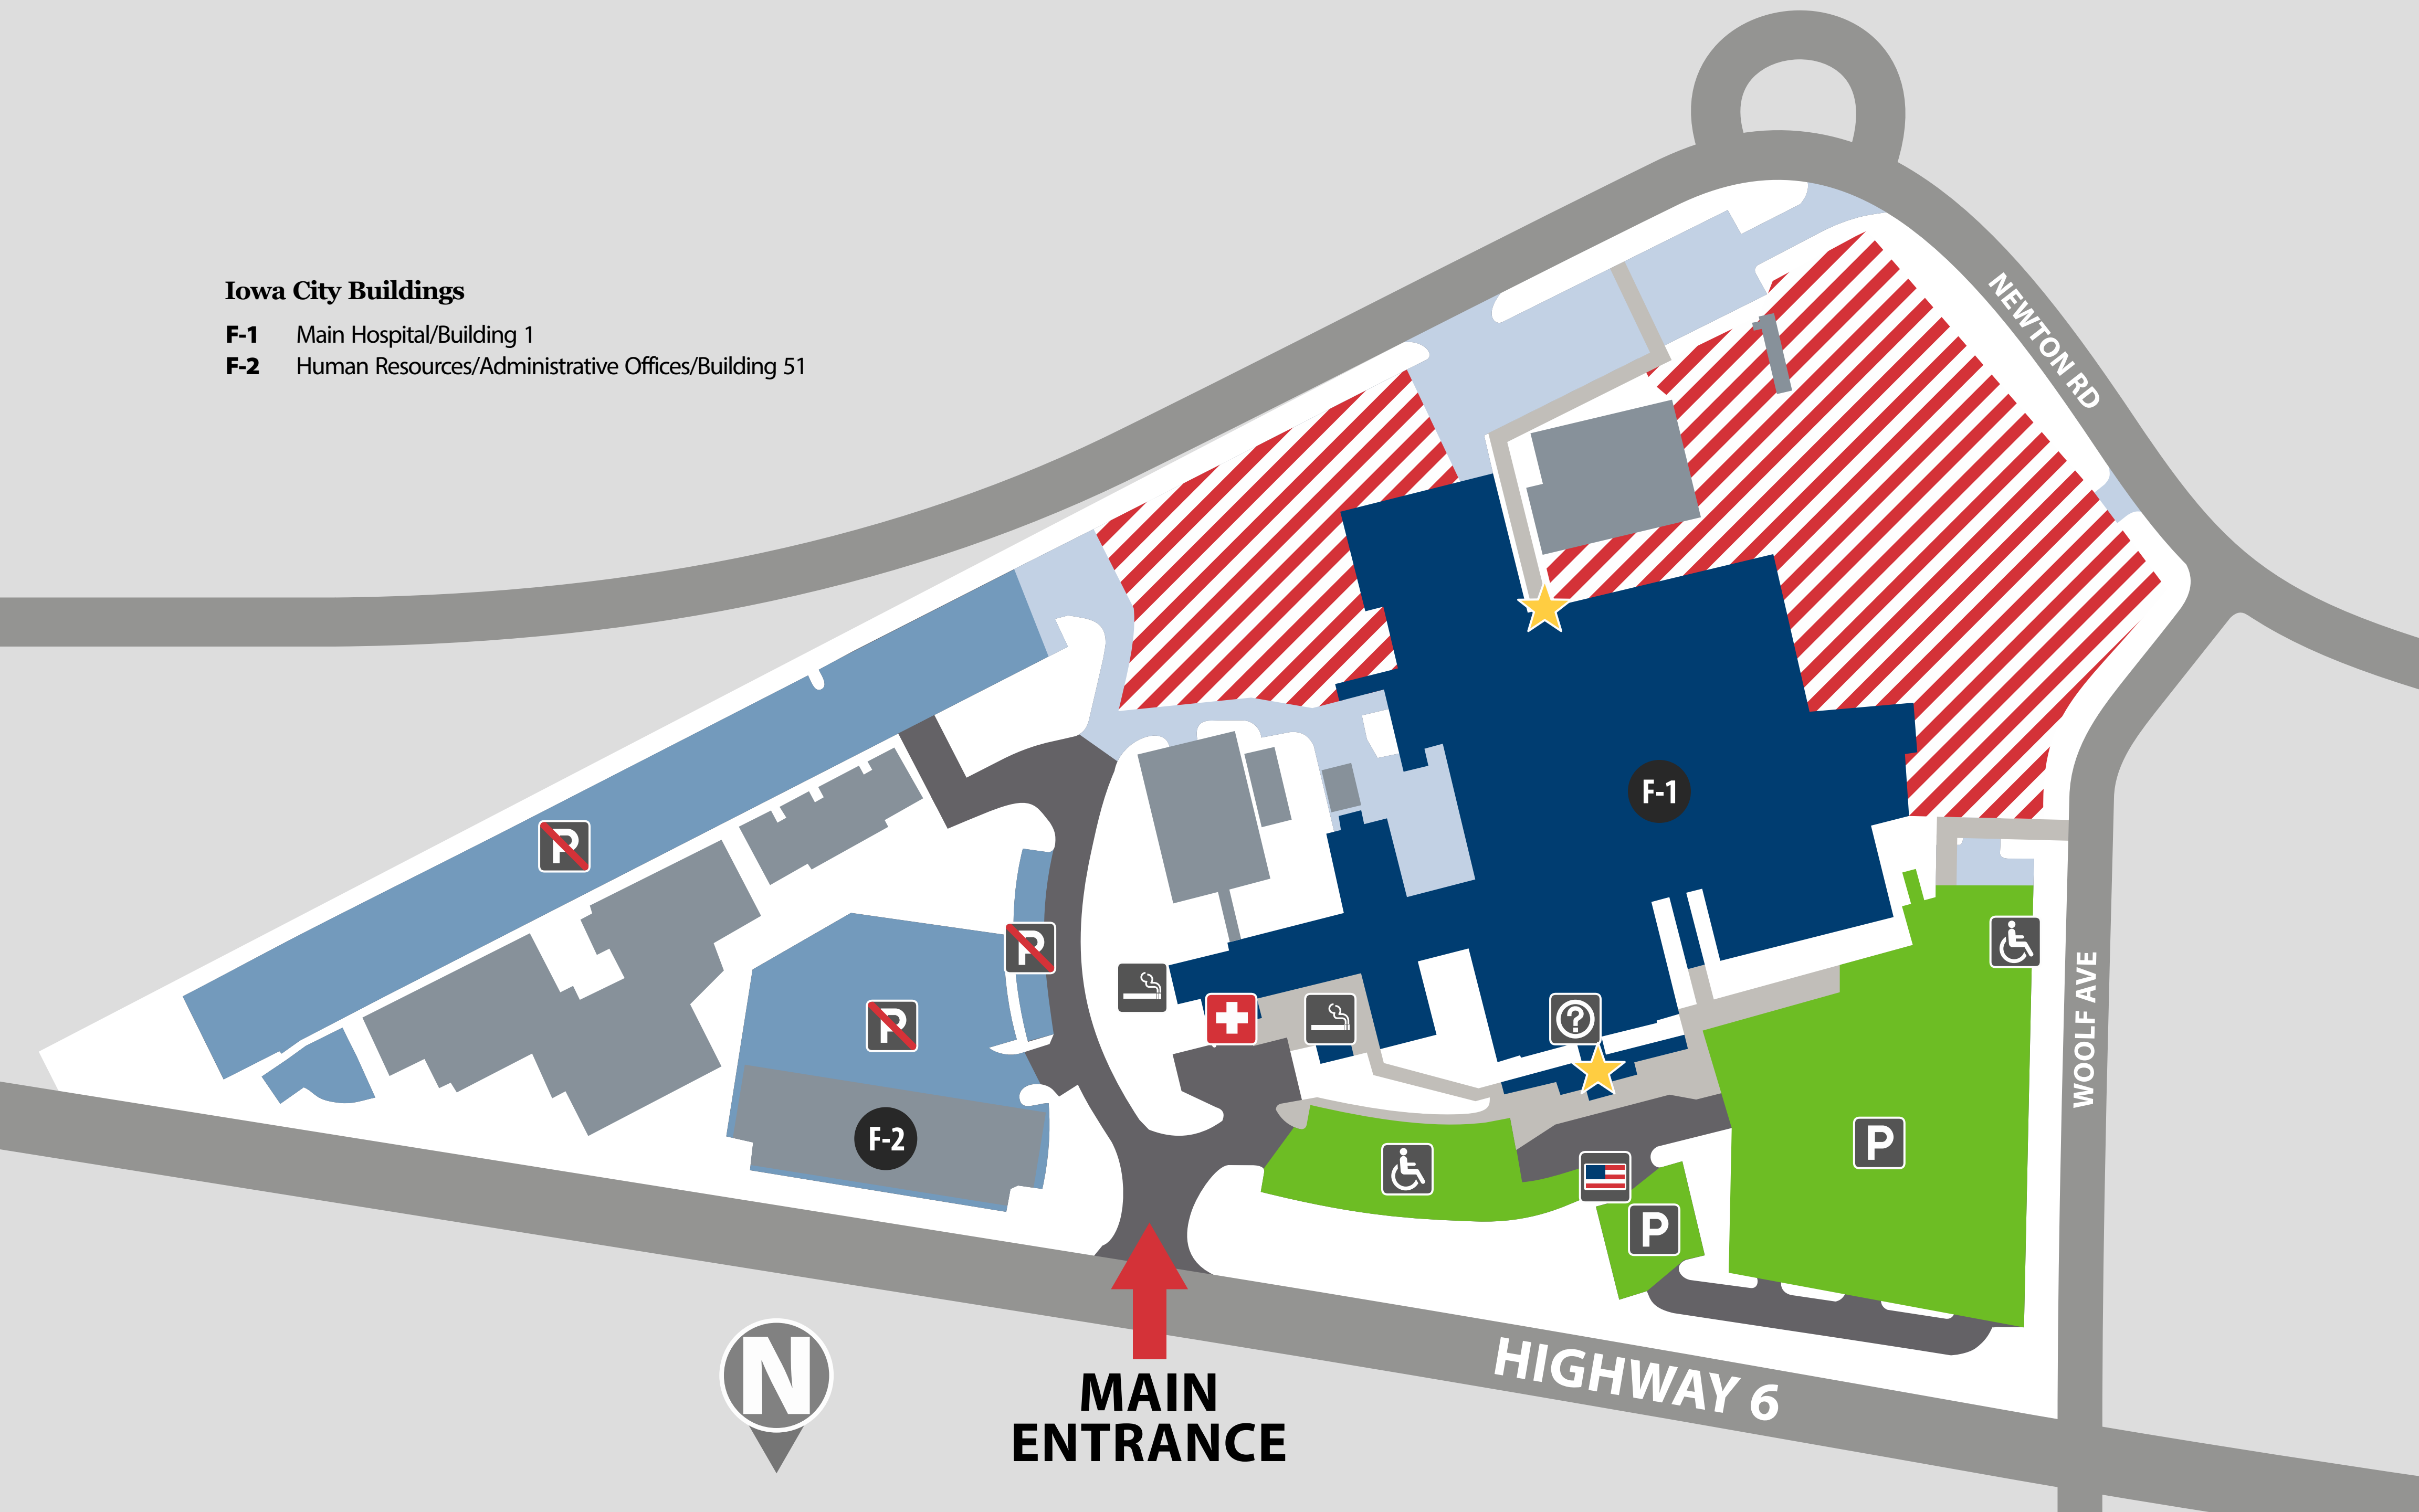 Iowa City Buildings
F-1 Main Hospital/Building 1
F-2 Human Resources/Administrative Offices/Building 51
NEWTON RD
F-1
P
P
P
WOOLF AVE
?
F-2
P
P
HIGHWAY 6
N
MAIN
ENTRANCE